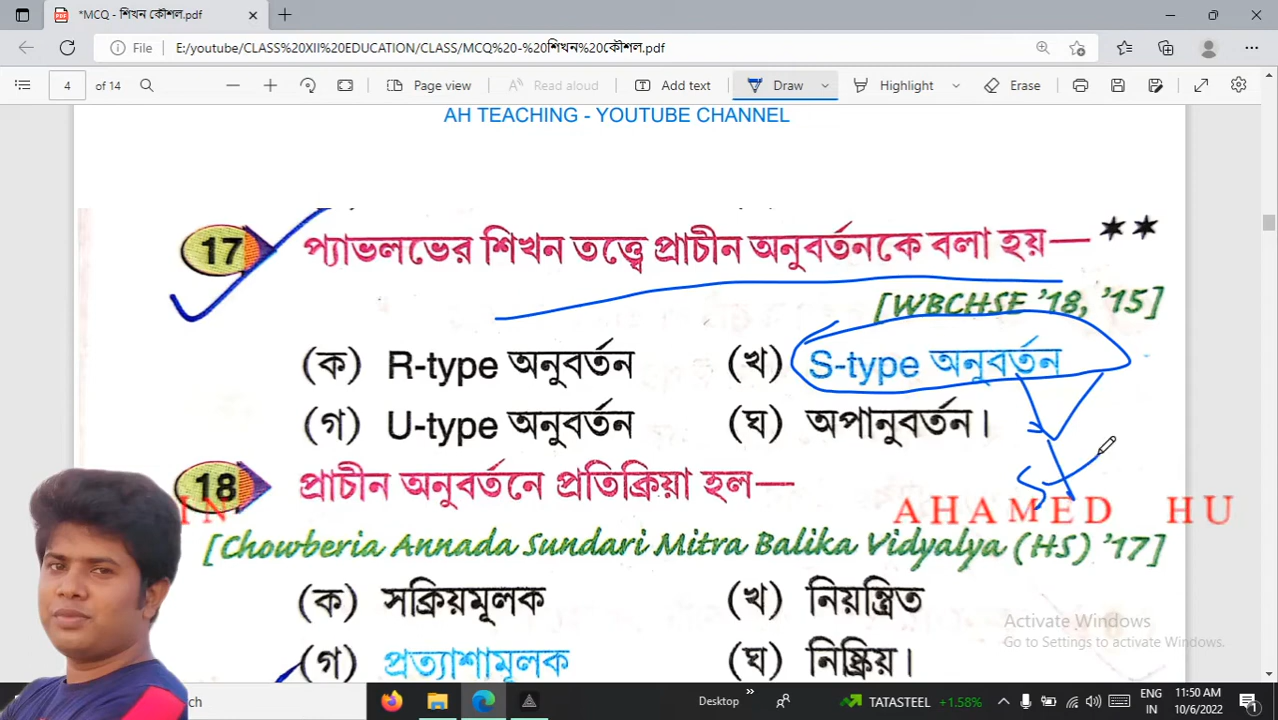 *MCQ - শিখন কৌশল.pdf
File E:/youtube/CLASS%20XII%20EDUCATION/CLASS/MCQ%20-%20শিখন%20কৌশল.pdf
4 of 14 Page view Read aloud Add text Draw Highlight Erase
AH TEACHING - YOUTUBE CHANNEL
17 প্যাভলভের শিখন তত্ত্বে প্রাচীন অনুবর্তনকে বলা হয়— **
[WBCHSE '18, '15]
(ক) R-type অনুবর্তন (খ) S-type অনুবর্তন
(গ) U-type অনুবর্তন (ঘ) অপানুবর্তন।
18 প্রাচীন অনুবর্তনে প্রতিক্রিয়া হল—
IN AHAMED HU
[Chowberia Annada Sundari Mitra Balika Vidyalya (HS) '17]
(ক) সক্রিয়মূলক (খ) নিয়ন্ত্রিত
(গ) প্রত্যাশামূলক (ঘ) নিষ্ক্রিয়।
Activate Windows
Go to Settings to activate Windows.
rch Desktop TATASTEEL +1.58% ENG 11:50 AM
IN 10/6/2022